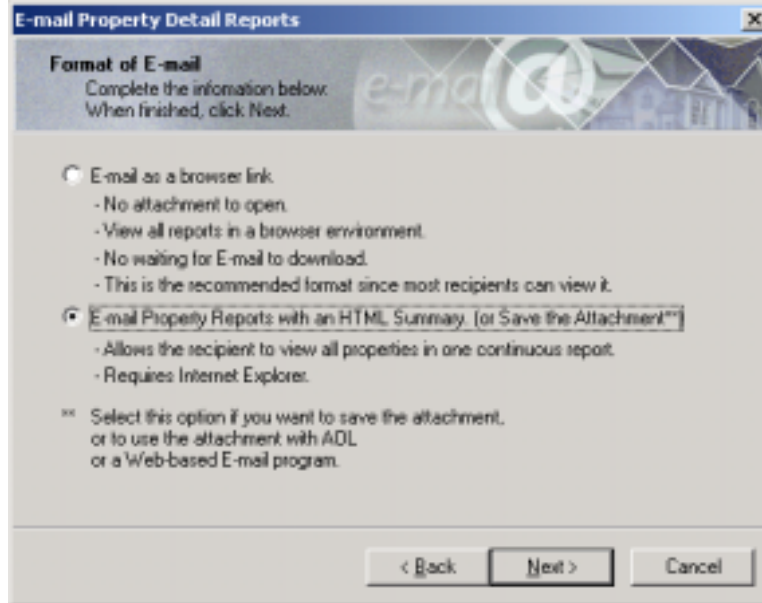 E-mail Property Detail Reports
Format of E-mail
Complete the infomation below.
When finished, click Next.
e-mail
@
E-mail as a browser link.
- No attachment to open.
- View all reports in a browser environment.
- No waiting for E-mail to download.
- This is the recommended format since most recipients can view it.
E-mail Property Reports with an HTML Summary. (or Save the Attachment**)
- Allows the recipient to view all properties in one continuous report.
- Requires Internet Explorer.
** Select this option if you want to save the attachment,
or to use the attachment with AOL
or a Web-based E-mail program.
< Back
Next >
Cancel